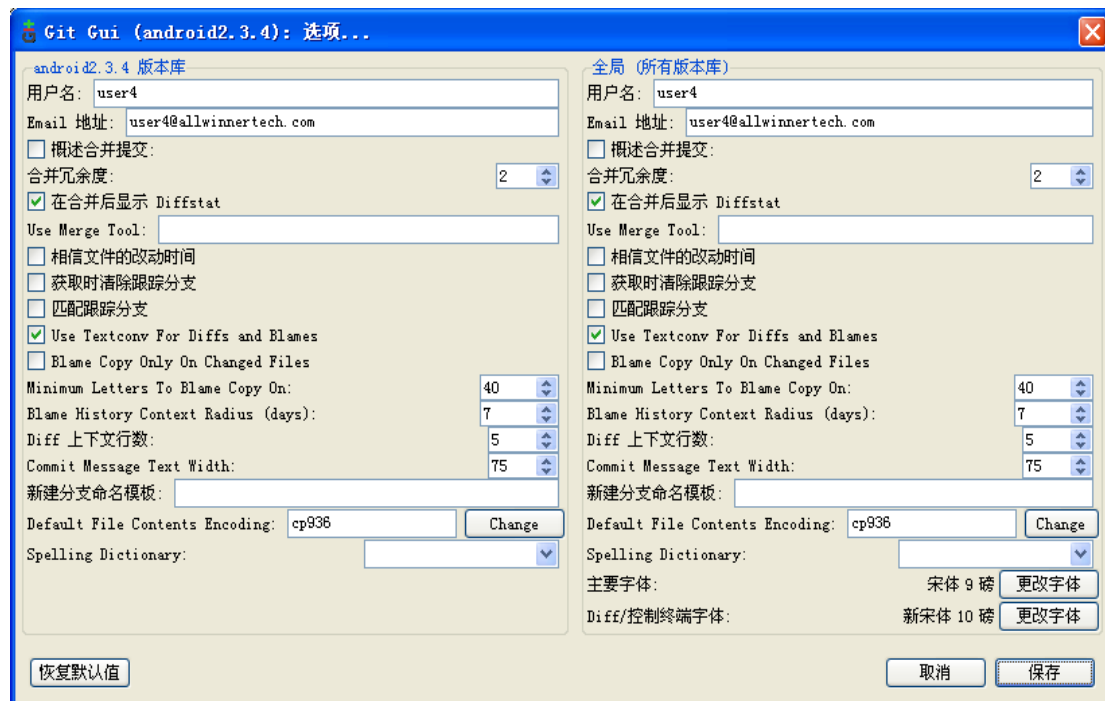 Git Gui (android2.3.4): 选项...
android2.3.4 版本库
用户名: user4
Email 地址: user4@allwinnertech.com
概述合并提交:
合并冗余度: 2
在合并后显示 Diffstat
Use Merge Tool:
相信文件的改动时间
获取时清除跟踪分支
匹配跟踪分支
Use Textconv For Diffs and Blames
Blame Copy Only On Changed Files
Minimum Letters To Blame Copy On: 40
Blame History Context Radius (days): 7
Diff 上下文行数: 5
Commit Message Text Width: 75
新建分支命名模板:
Default File Contents Encoding: cp936 Change
Spelling Dictionary:
全局 (所有版本库)
用户名: user4
Email 地址: user4@allwinnertech.com
概述合并提交:
合并冗余度: 2
在合并后显示 Diffstat
Use Merge Tool:
相信文件的改动时间
获取时清除跟踪分支
匹配跟踪分支
Use Textconv For Diffs and Blames
Blame Copy Only On Changed Files
Minimum Letters To Blame Copy On: 40
Blame History Context Radius (days): 7
Diff 上下文行数: 5
Commit Message Text Width: 75
新建分支命名模板:
Default File Contents Encoding: cp936 Change
Spelling Dictionary:
主要字体: 宋体 9 磅 更改字体
Diff/控制终端字体: 新宋体 10 磅 更改字体
恢复默认值 取消 保存